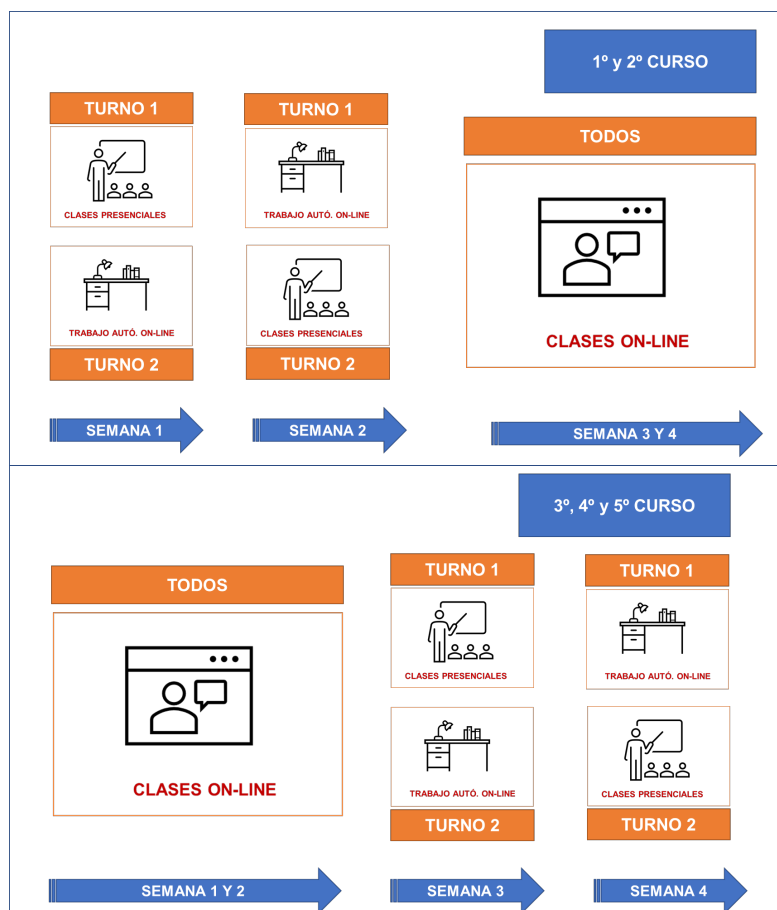 1º y 2º CURSO
TURNO 1
TURNO 1
TODOS
CLASES PRESENCIALES
TRABAJO AUTÓ. ON-LINE
TRABAJO AUTÓ. ON-LINE
CLASES PRESENCIALES
CLASES ON-LINE
TURNO 2
TURNO 2
SEMANA 1
SEMANA 2
SEMANA 3 Y 4
3º, 4º y 5º CURSO
TODOS
TURNO 1
TURNO 1
CLASES PRESENCIALES
TRABAJO AUTÓ. ON-LINE
CLASES ON-LINE
TRABAJO AUTÓ. ON-LINE
CLASES PRESENCIALES
TURNO 2
TURNO 2
SEMANA 1 Y 2
SEMANA 3
SEMANA 4